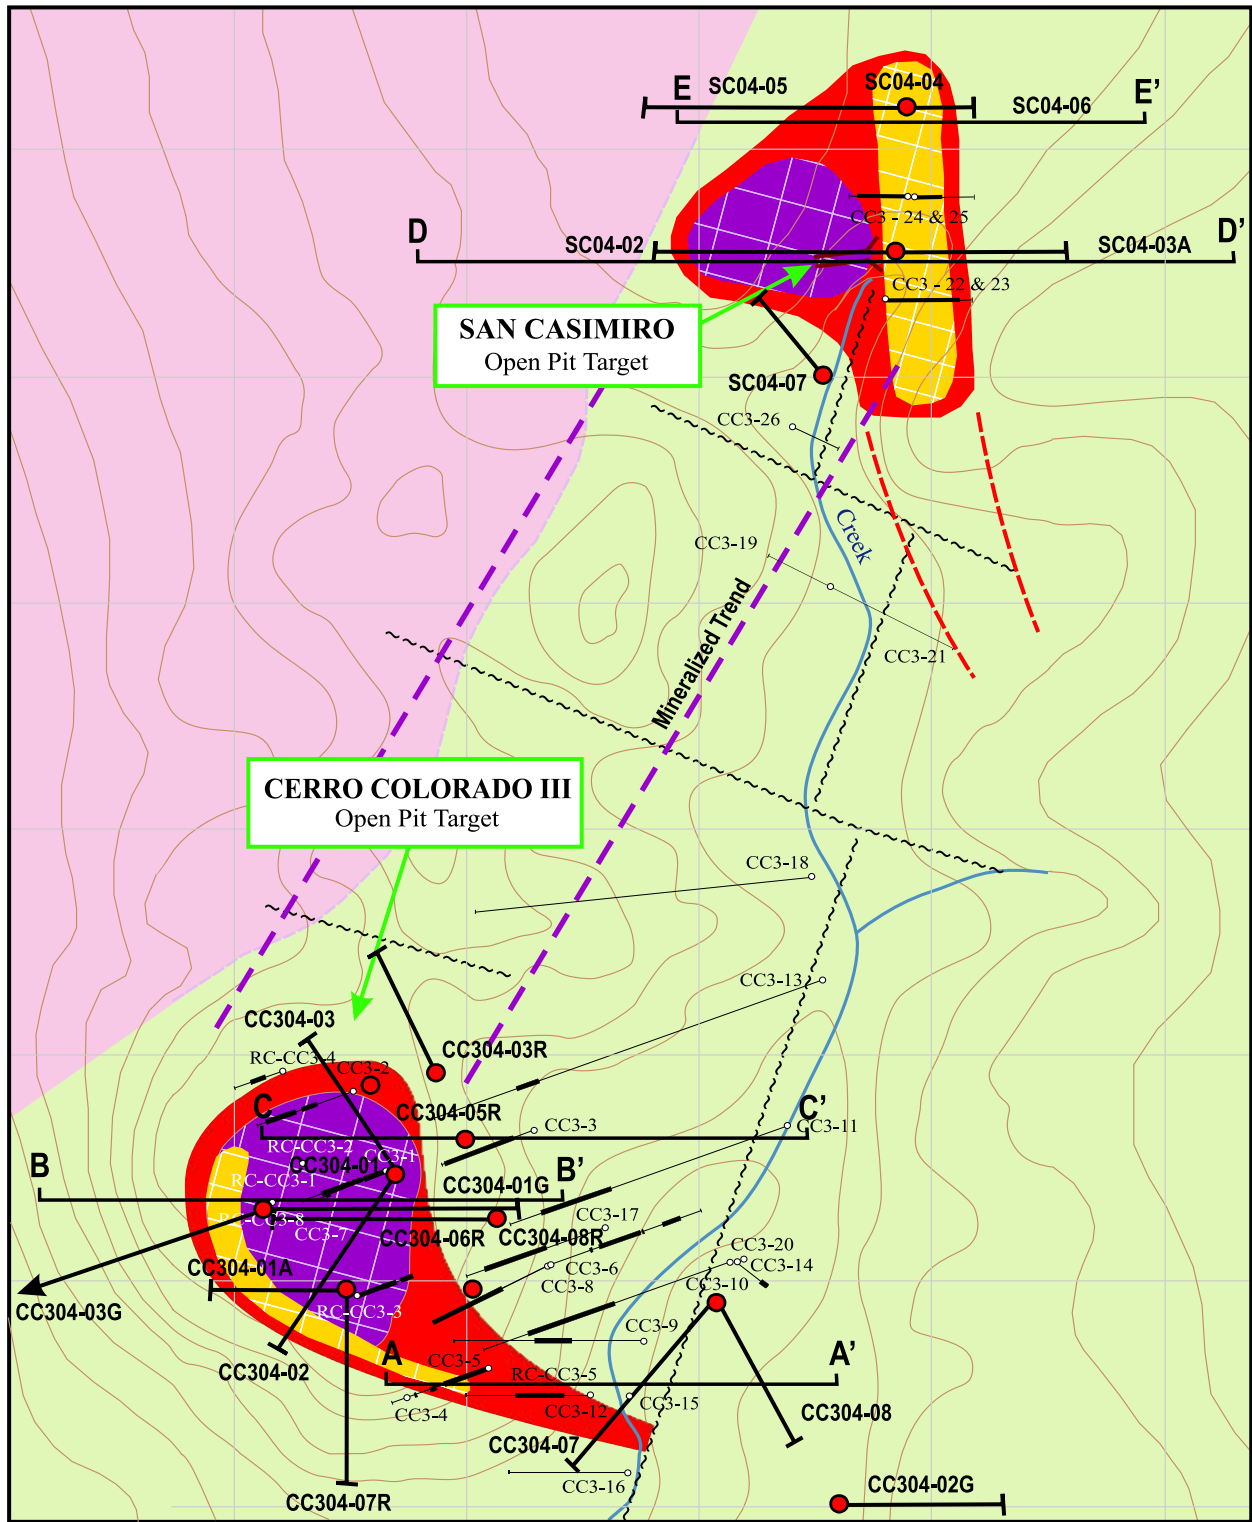 SC04-05
SC04-04
E
E'
SC04-06
CC3 - 24 & 25
D
SC04-02
SC04-03A
D'
CC3 - 22 & 23
SAN CASIMIRO
Open Pit Target
SC04-07
CC3-26
Creek
CC3-19
Mineralized Trend
CC3-21
CERRO COLORADO III
Open Pit Target
CC3-18
CC3-13
CC304-03
RC-CC3-4
CC304-03R
CC3-2
C
CC304-05R
C'
CC3-11
CC3-3
RC-CC3-2
CC3-1
CC304-01
B
B'
RC-CC3-1
CC304-01G
RC-CC3-8
CC3-17
CC3-7
CC304-06R
CC304-08R
CC3-20
CC304-01A
CC3-6
CC3-14
CC3-8
CC3-10
CC304-03G
RC-CC3-3
CC3-9
CC304-02
A
CC3-5
RC-CC3-5
A'
CC3-4
CC3-12
CC3-15
CC304-08
CC304-07
CC3-16
CC304-02G
CC304-07R